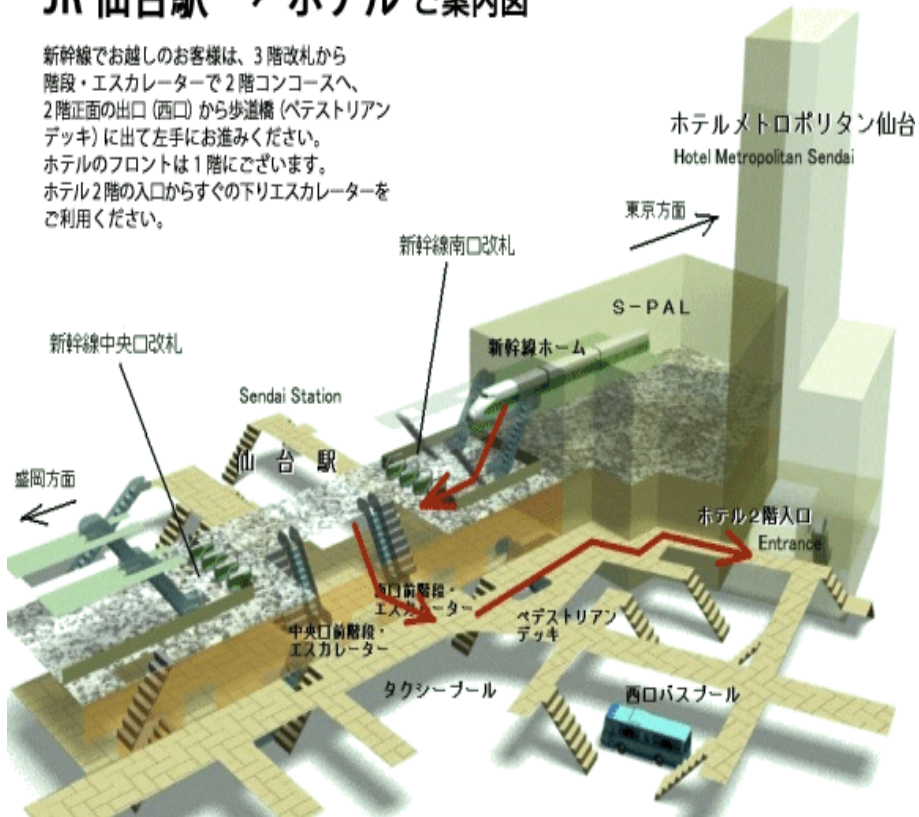 JR 仙台駅 ホテル ご案内図
新幹線でお越しのお客様は、3階改札から
階段・エスカレーターで2階コンコースへ、
2階正面の出口（西口）から歩道橋（ペデストリアン
デッキ）に出て左手にお進みください。
ホテルのフロントは1階にございます。
ホテル2階の入口からすぐの下りエスカレーターを
ご利用ください。
ホテルメトロポリタン仙台
Hotel Metropolitan Sendai
東京方面
新幹線南口改札
S-PAL
新幹線中央口改札
新幹線ホーム
Sendai Station
仙台駅
盛岡方面
ホテル2階入口
Entrance
口前階段・
エスカレーター
ペデストリアン
デッキ
中央口前階段・
エスカレーター
タクシープール
西口バスプール